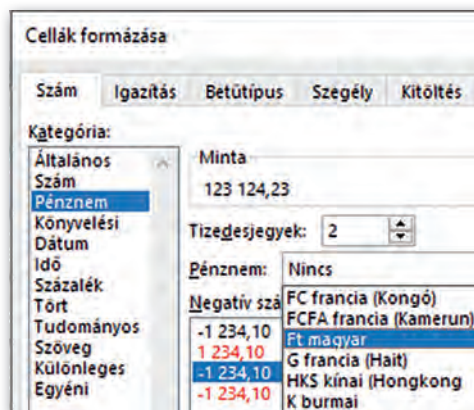 Cellák formázása
Szám Igazítás Betűtípus Szegély Kitöltés
Kategória:
Általános
Szám
Pénznem
Könyvelési
Dátum
Idő
Százalék
Tört
Tudományos
Szöveg
Különleges
Egyéni
Minta
123 124,23
Tizedesjegyek: 2
Pénznem: Nincs
FC francia (Kongó)
FCFA francia (Kamerun)
Ft magyar
G francia (Hait)
HKS kínai (Hongkong
K burmai
Negatív szá
-1 234,10
1 234,10
-1 234,10
-1 234,10